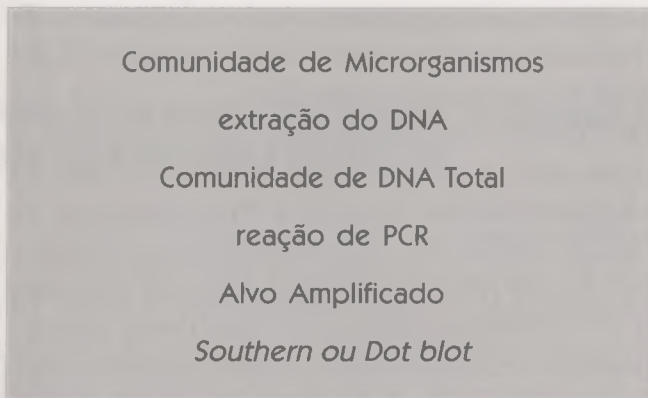 Comunidade de Microrganismos
extração do DNA
Comunidade de DNA Total
reação de PCR
Alvo Amplificado
Southern ou Dot blot